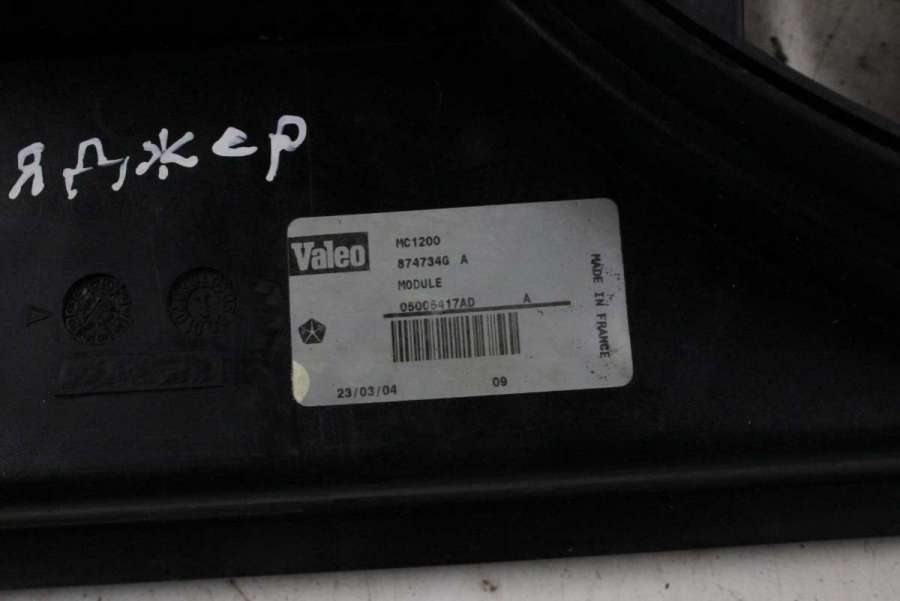 ЯДЖЕР
Valeo
MC1200
874734G A
MODULE
05005417AD A
MADE IN FRANCE
23/03/04 09